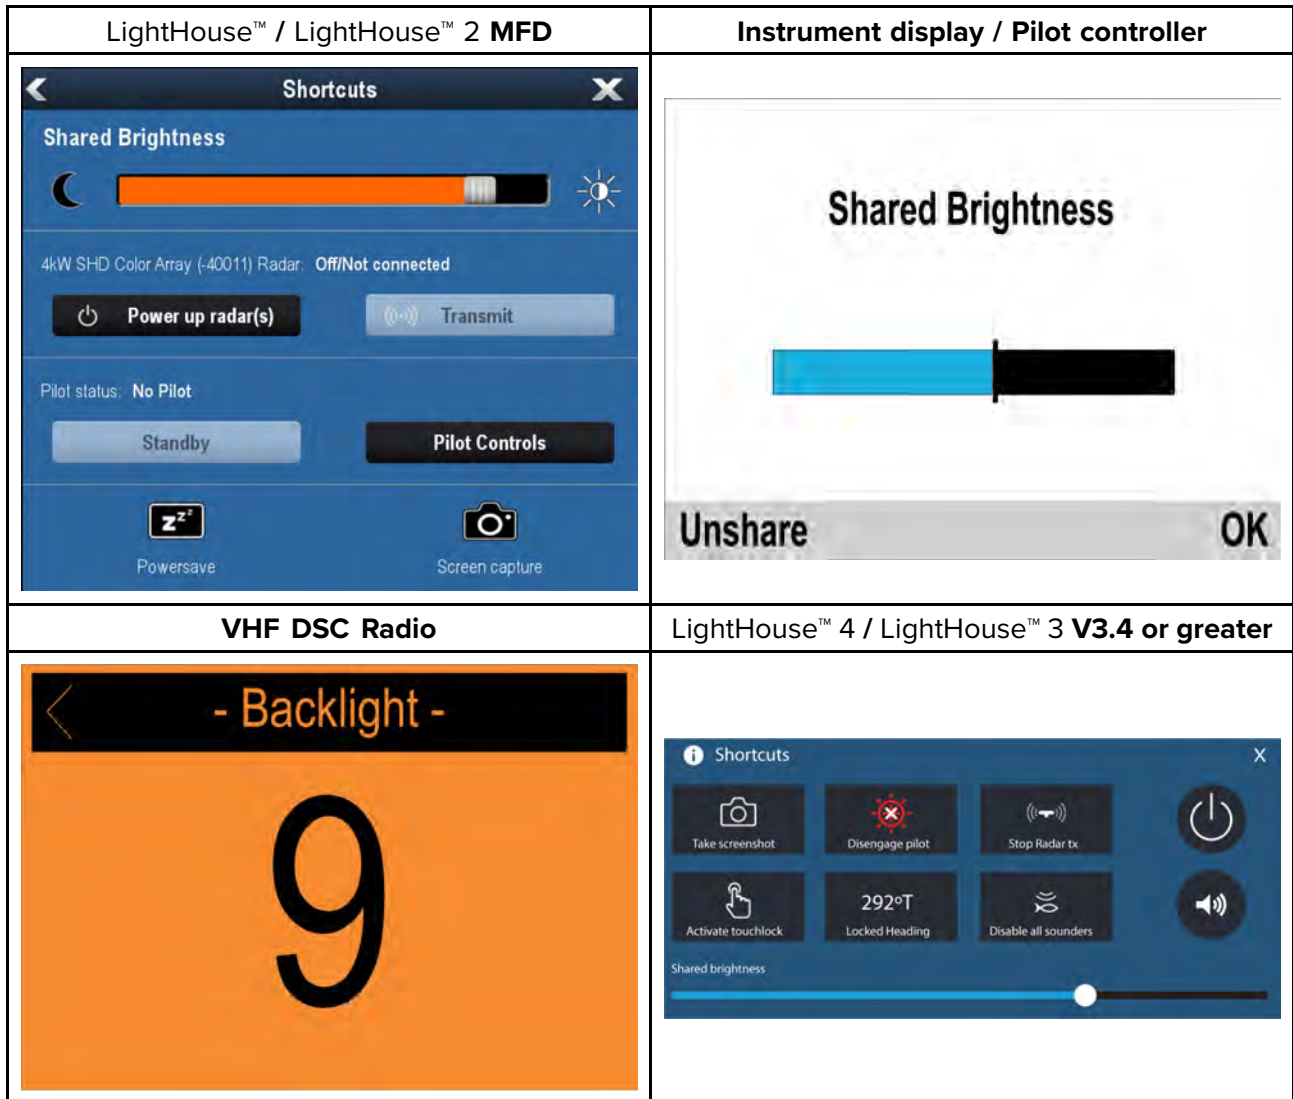 LightHouse™ / LightHouse™ 2 MFD
Instrument display / Pilot controller
Shortcuts
Shared Brightness
4kW SHD Color Array (-40011) Radar: Off/Not connected
Power up radar(s)
Transmit
Pilot status: No Pilot
Standby
Pilot Controls
zzz
Powersave
Screen capture
Shared Brightness
Unshare
OK
VHF DSC Radio
LightHouse™ 4 / LightHouse™ 3 V3.4 or greater
- Backlight -
9
i Shortcuts
X
Take screenshot
Disengage pilot
Stop Radar tx
Activate touchlock
292°T
Locked Heading
Disable all sounders
Shared brightness